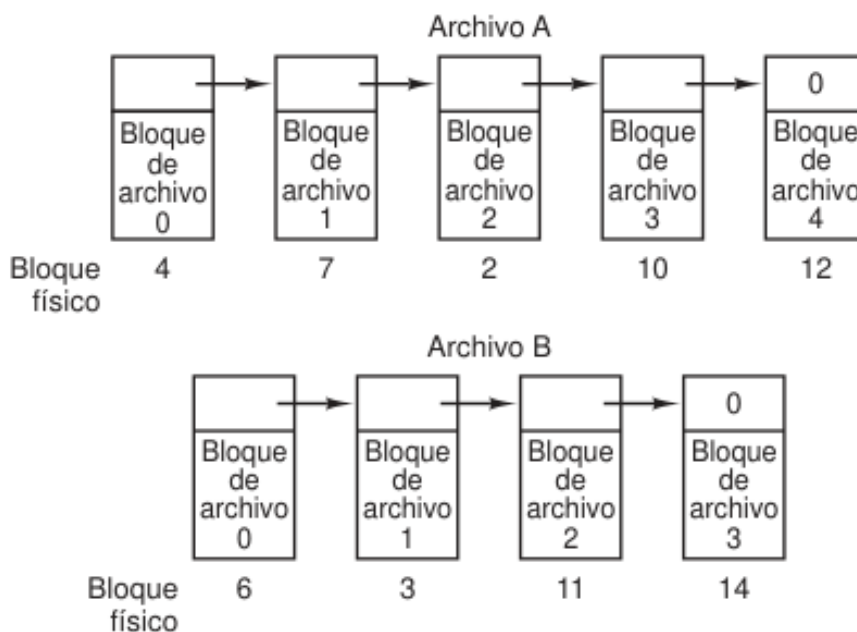 Archivo A
0
Bloque de archivo 0
Bloque de archivo 1
Bloque de archivo 2
Bloque de archivo 3
Bloque de archivo 4
Bloque físico 4 7 2 10 12
Archivo B
0
Bloque de archivo 0
Bloque de archivo 1
Bloque de archivo 2
Bloque de archivo 3
Bloque físico 6 3 11 14